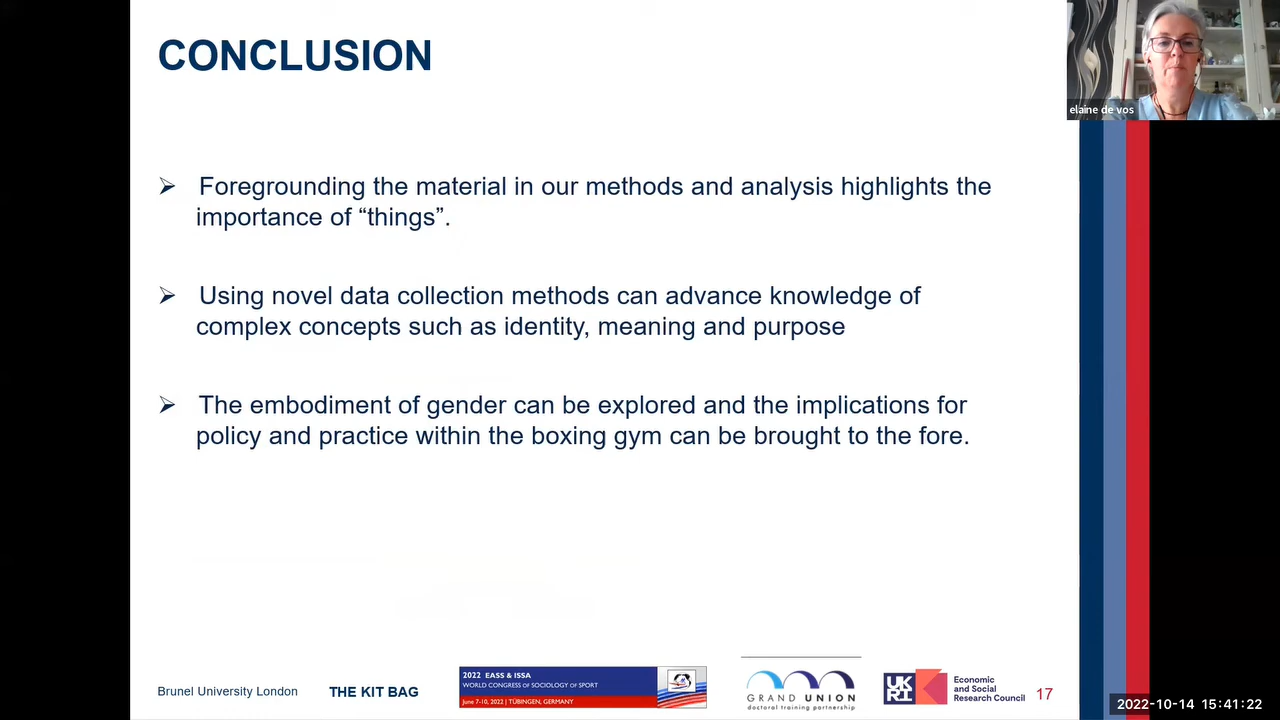 CONCLUSION
elaine de vos
➢ Foregrounding the material in our methods and analysis highlights the
importance of “things”.
➢ Using novel data collection methods can advance knowledge of
complex concepts such as identity, meaning and purpose
➢ The embodiment of gender can be explored and the implications for
policy and practice within the boxing gym can be brought to the fore.
Brunel University London
THE KIT BAG
2022 EASS & ISSA
WORLD CONGRESS OF SOCIOLOGY OF SPORT
June 7-10, 2022 | TÜBINGEN, GERMANY
GRAND UNION
doctoral training partnership
UK
RI
Economic
and Social
Research Council
17
2022-10-14 15:41:22